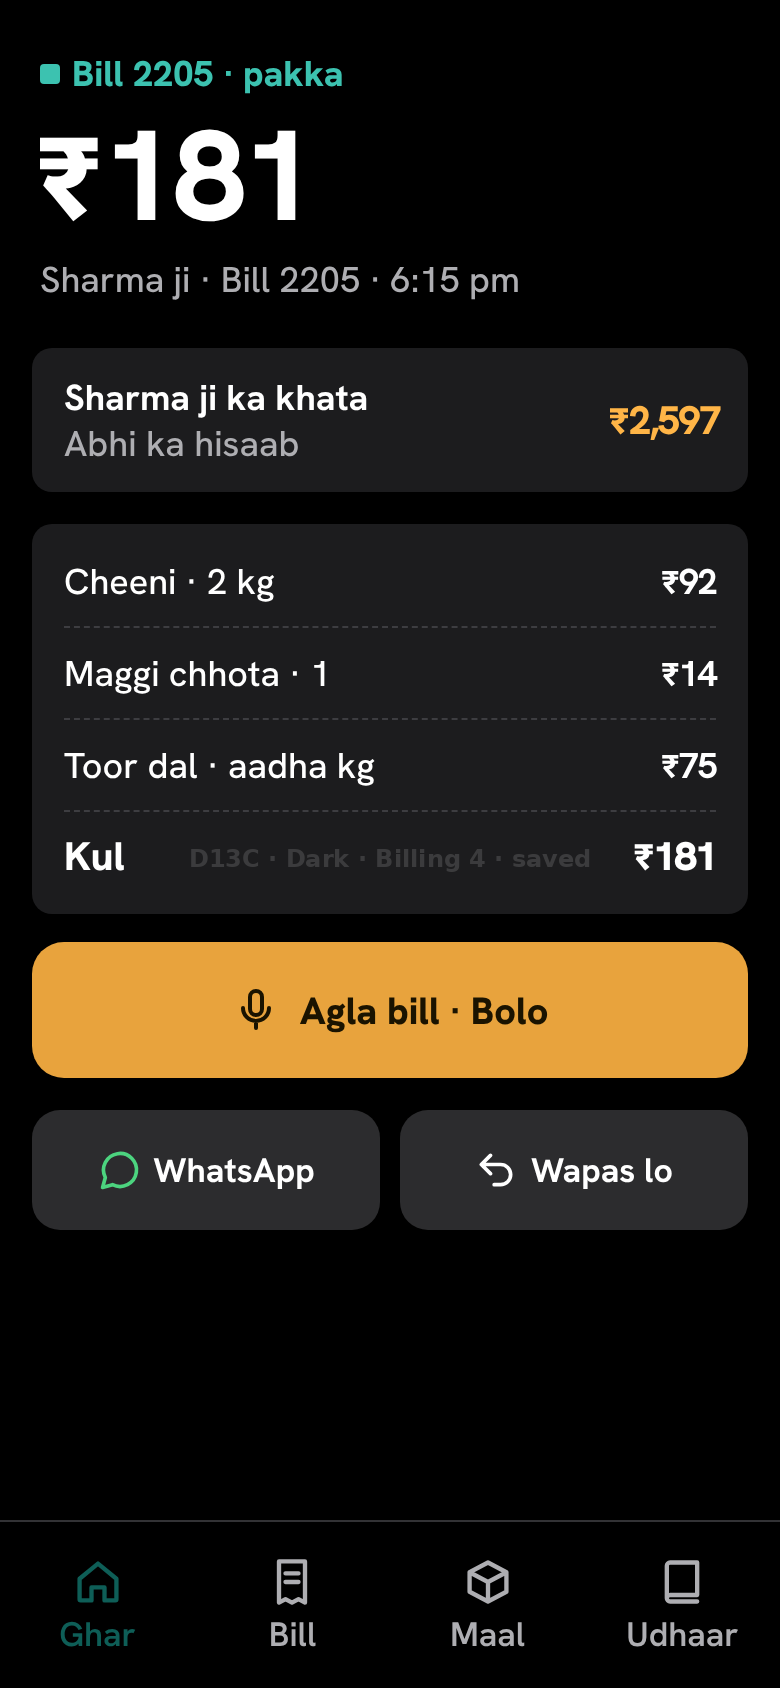 Bill 2205 · pakka
₹181
Sharma ji · Bill 2205 · 6:15 pm
Sharma ji ka khata
Abhi ka hisaab
₹2,597
Cheeni · 2 kg ₹92
Maggi chhota · 1 ₹14
Toor dal · aadha kg ₹75
Kul D13C · Dark · Billing 4 · saved ₹181
Agla bill · Bolo
WhatsApp Wapas lo
Ghar Bill Maal Udhaar